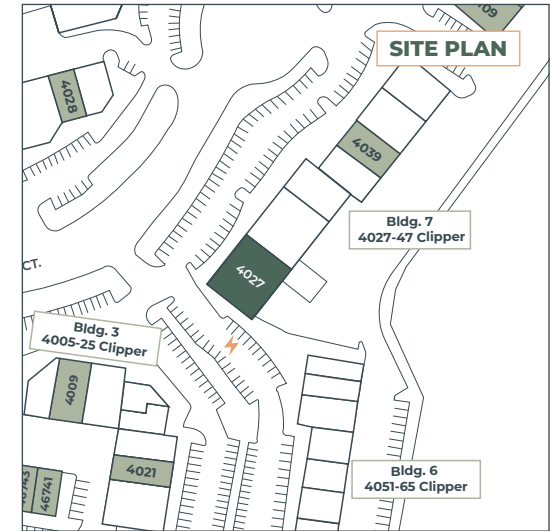 SITE PLAN
4028
4039
Bldg. 7
4027-47 Clipper
4027
CT.
Bldg. 3
4005-25 Clipper
4009
4021
46741
Bldg. 6
4051-65 Clipper